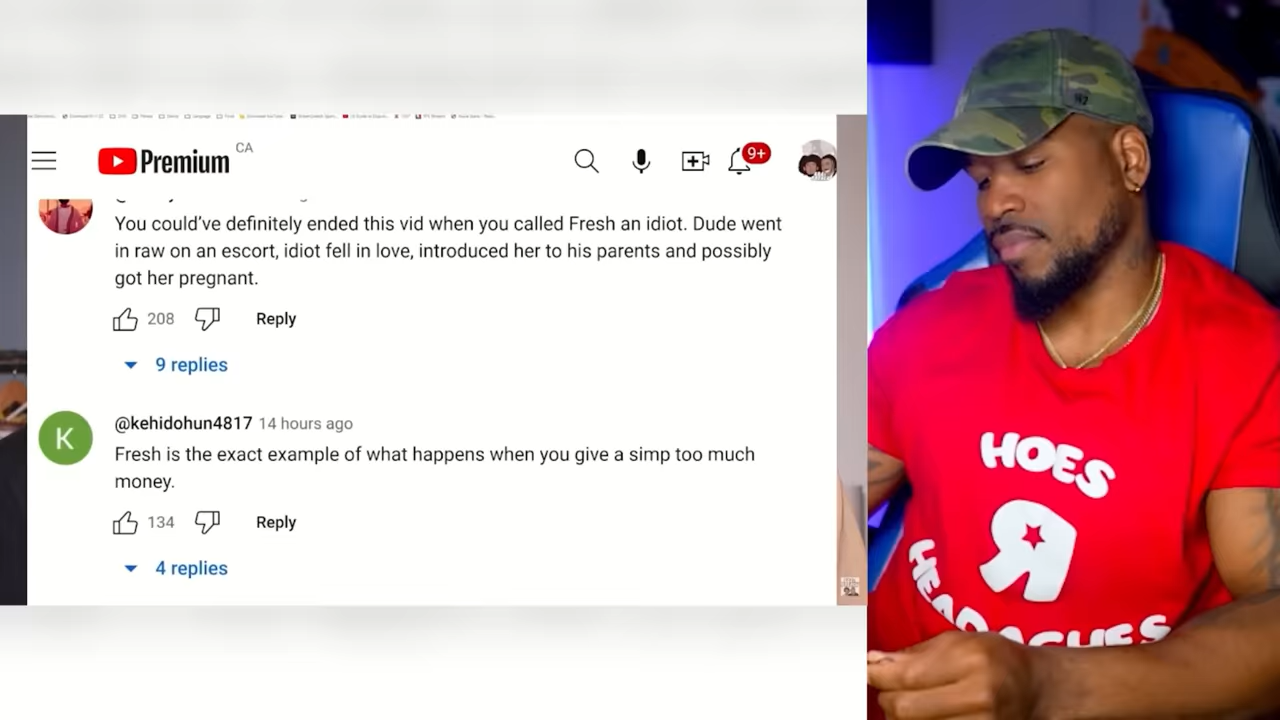 Premium
CA
9+
You could've definitely ended this vid when you called Fresh an idiot. Dude went
in raw on an escort, idiot fell in love, introduced her to his parents and possibly
got her pregnant.
208
Reply
9 replies
K
@kehidohun4817 14 hours ago
Fresh is the exact example of what happens when you give a simp too much
money.
134
Reply
4 replies
HOES
R
HEADACHES